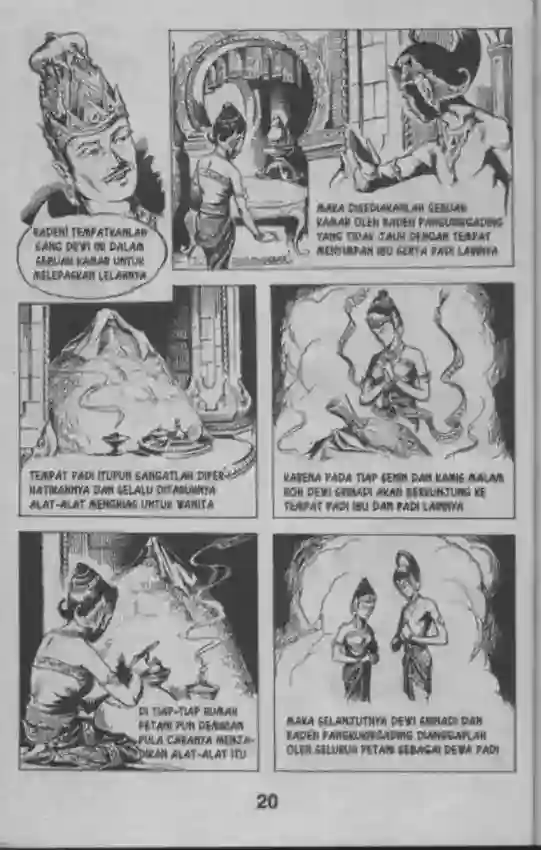 RADEN! TEMPATKANLAH
SANG DEWI INI DALAM
SEBUAH KAMAR UNTUK
MELEPASKAN LELAHNYA
MAKA DISEDIAKANLAH SEBUAH
KAMAR OLEH RADEN PANGUKURGADING
YANG TIDAK JAUH DENGAN TEMPAT
MENYIMPAN IBU SERTA PADI LAINNYA
TEMPAT PADI ITUPUN SANGATLAH DIPER-
HATIKANNYA DAN SELALU DITARUHNYA
ALAT-ALAT MENGHIAS UNTUK WANITA
KARENA PADA TIAP SENIN DAN KAMIS MALAM
ROH DEWI SRINADI AKAN BERKUNJUNG KE
TEMPAT PADI IBU DAN PADI LAINNYA
DI TIAP-TIAP RUMAH
PETANI PUN DEMIKIAN
PULA CARANYA MENJA-
DIKAN ALAT-ALAT ITU
MAKA SELANJUTNYA DEWI SRINADI DAN
RADEN PANGUKURGADING DIANGGAPLAH
OLEH SELURUH PETANI SEBAGAI DEWA PADI
20